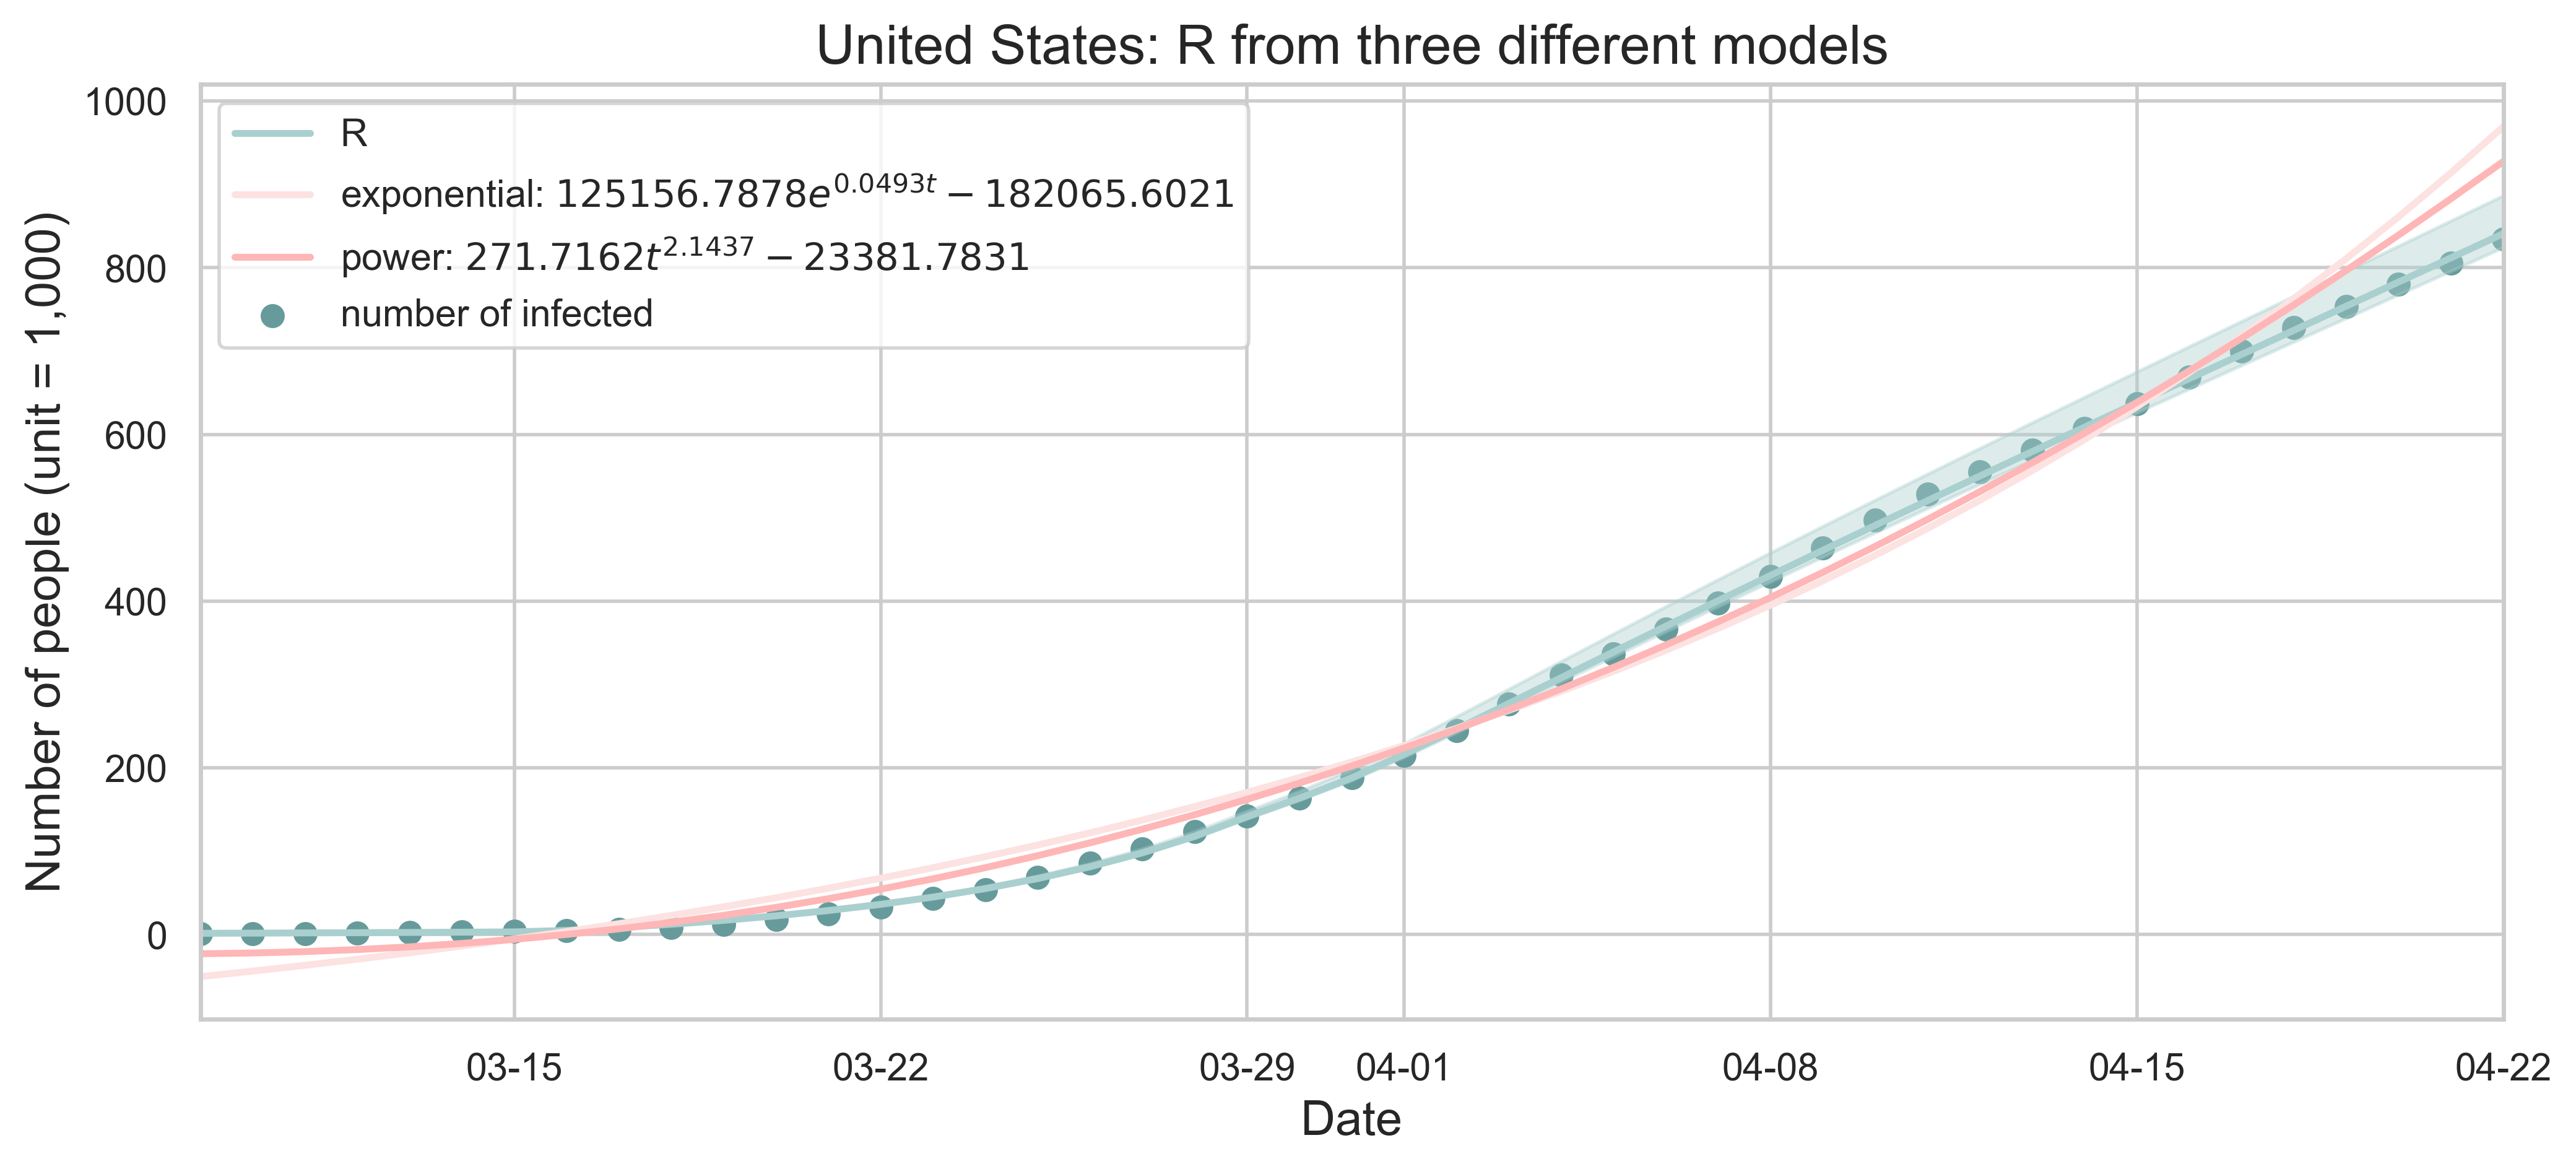 United States: R from three different models
Number of people (unit = 1,000)
1000
800
600
400
200
0
R
exponential: 125156.7878e^{0.0493t} − 182065.6021
power: 271.7162t^{2.1437} − 23381.7831
number of infected
03-15 03-22 03-29 04-01 04-08 04-15 04-22
Date